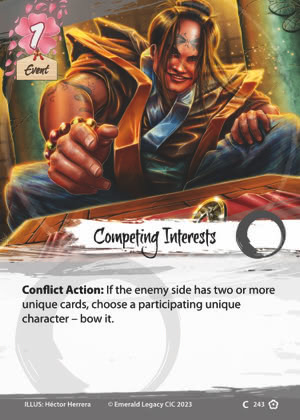 1
Event
Competing Interests
Conflict Action: If the enemy side has two or more
unique cards, choose a participating unique
character – bow it.
ILLUS: Héctor Herrera © Emerald Legacy CIC 2023 C 243